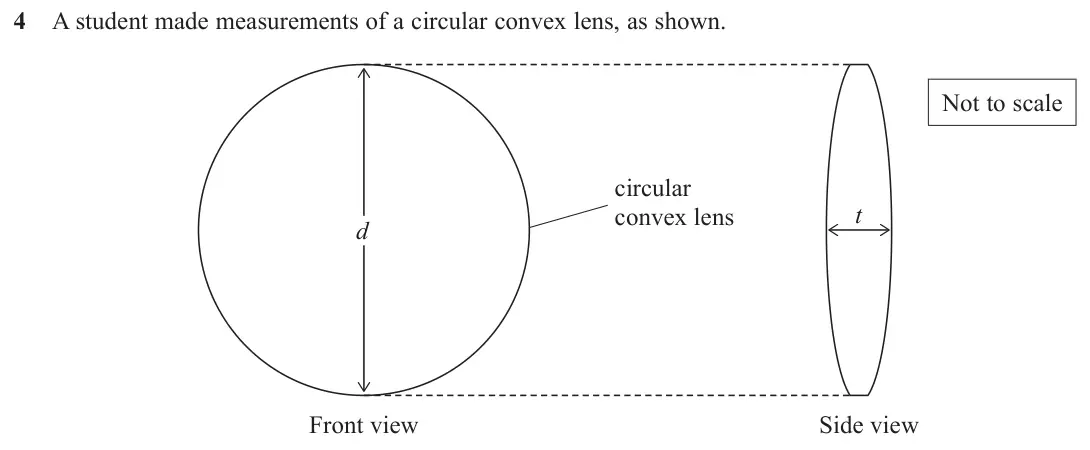 4 A student made measurements of a circular convex lens, as shown.
Not to scale
circular
convex lens
d
t
Front view
Side view